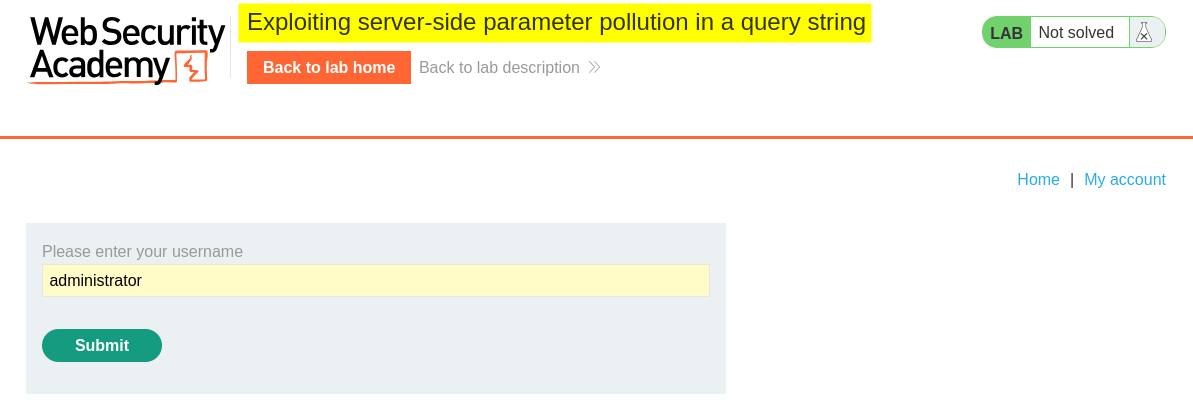 Web Security
Academy
Exploiting server-side parameter pollution in a query string
Back to lab home
Back to lab description
LAB
Not solved
Home | My account
Please enter your username
administrator
Submit